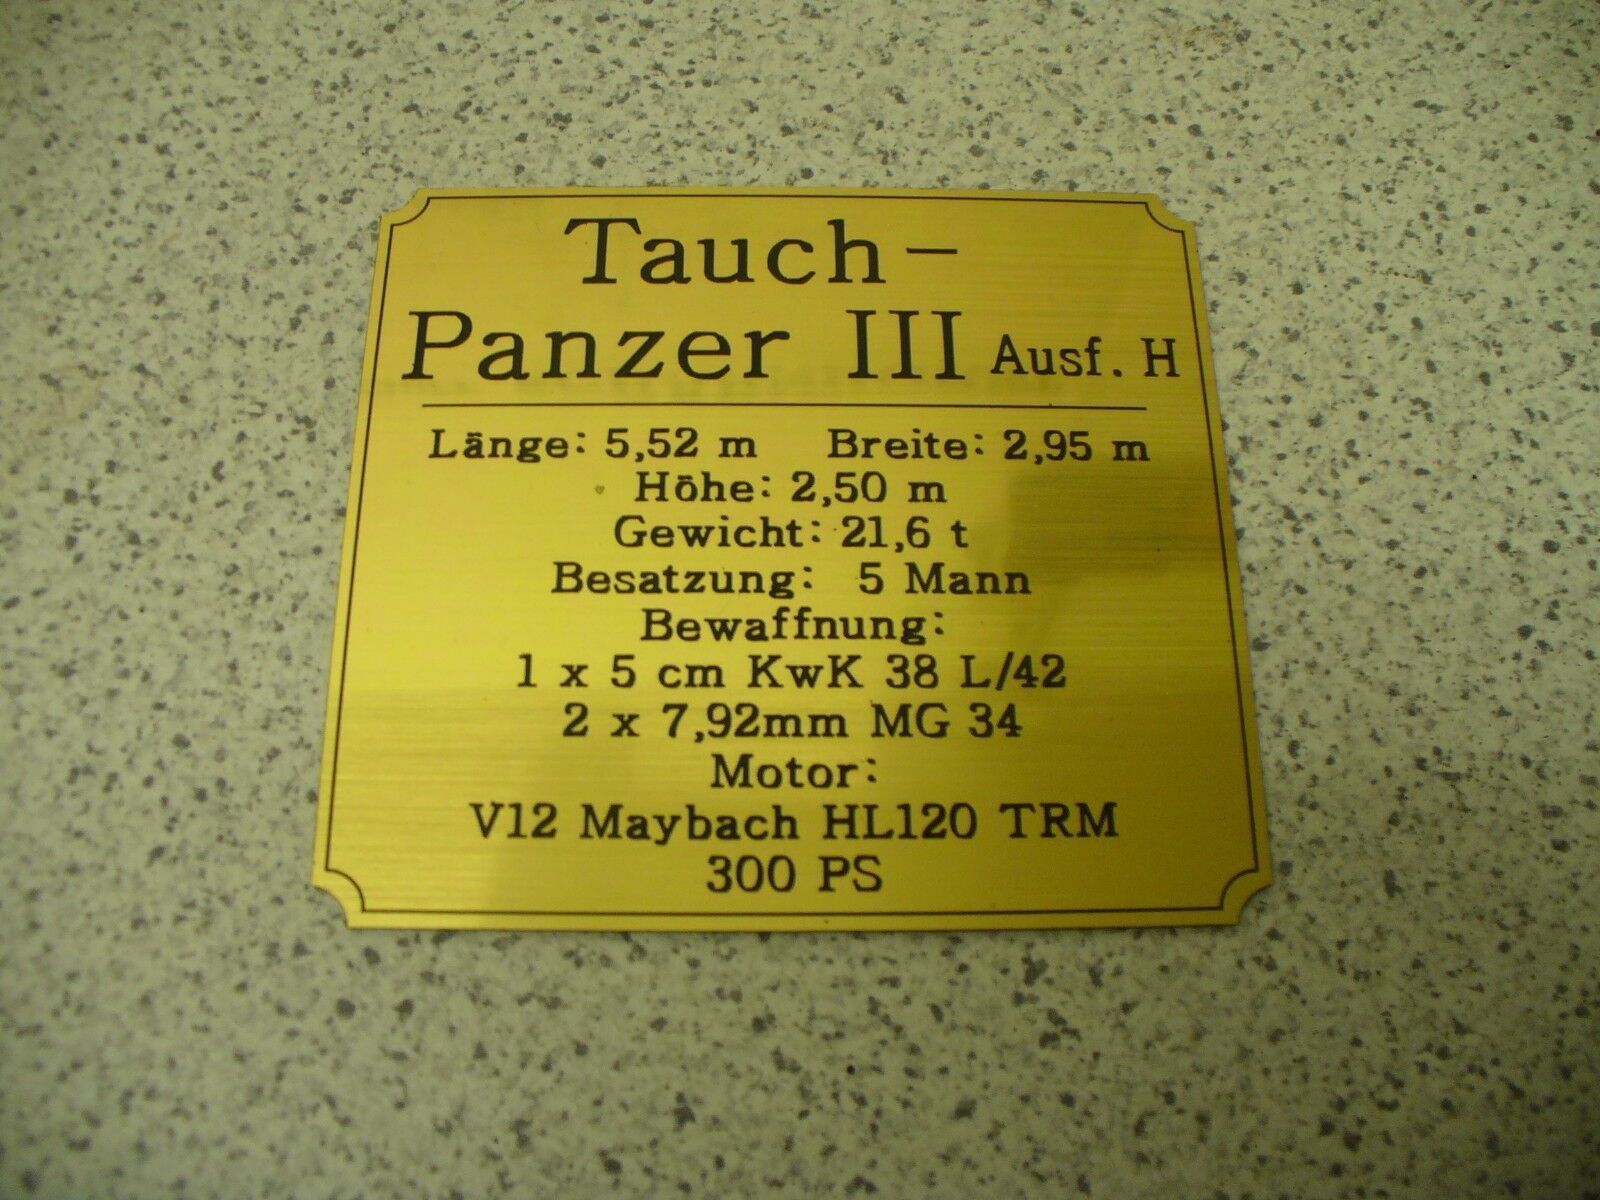 Tauch-
Panzer III Ausf. H
Länge: 5,52 m Breite: 2,95 m
Höhe: 2,50 m
Gewicht: 21,6 t
Besatzung: 5 Mann
Bewaffnung:
1 x 5 cm KwK 38 L/42
2 x 7,92mm MG 34
Motor:
V12 Maybach HL120 TRM
300 PS